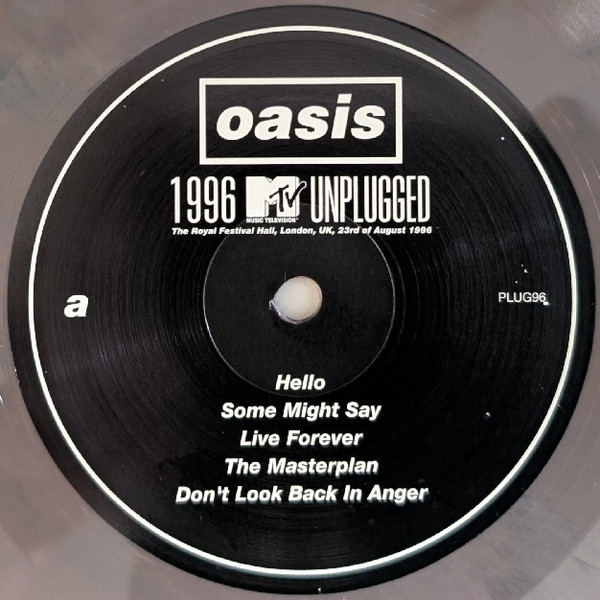 oasis
1996 MTV UNPLUGGED
MUSIC TELEVISION
The Royal Festival Hall, London, UK, 23rd of August 1996
a
PLUG96
Hello
Some Might Say
Live Forever
The Masterplan
Don't Look Back In Anger